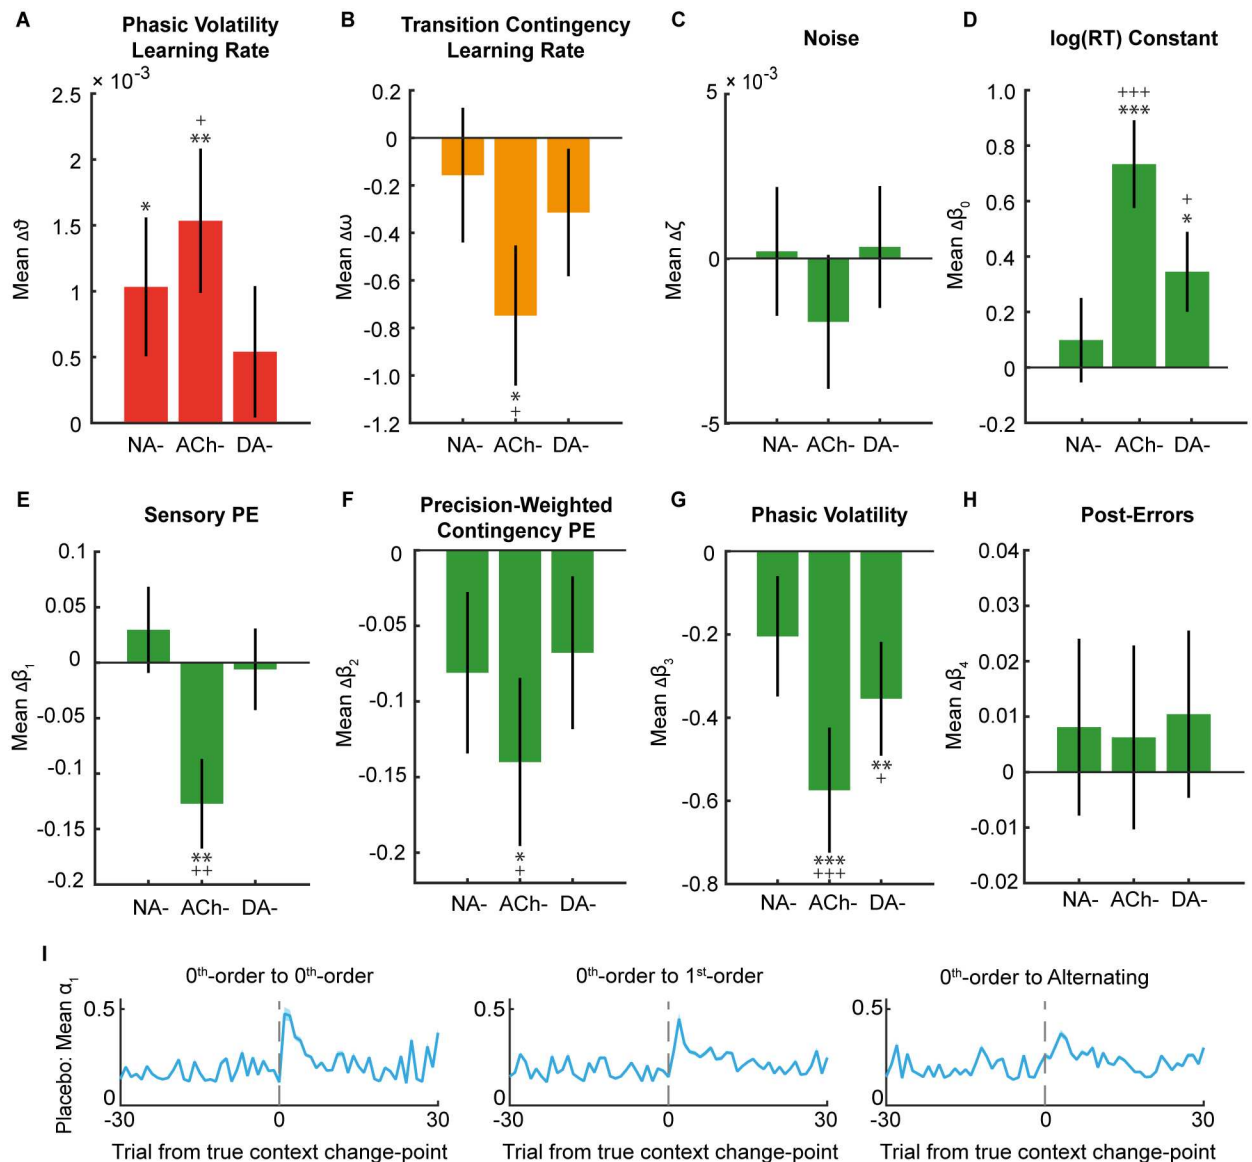 A
Phasic Volatility
Learning Rate
× 10⁻³
2.5
2
1.5
1
0.5
0
Mean Δϑ
*
+
**
NA- ACh- DA-
B
Transition Contingency
Learning Rate
0.2
0
-0.2
-0.4
-0.6
-0.8
-1.0
-1.2
Mean Δω
*
+
NA- ACh- DA-
C
Noise
× 10⁻³
5
0
-5
Mean Δζ
NA- ACh- DA-
D
log(RT) Constant
1.0
0.8
0.6
0.4
0.2
0
-0.2
Mean Δβ₀
+++
***
+
*
NA- ACh- DA-
E
Sensory PE
0.1
0.05
0
-0.05
-0.1
-0.15
-0.2
Mean Δβ₁
**
++
NA- ACh- DA-
F
Precision-Weighted
Contingency PE
0
-0.05
-0.1
-0.15
-0.2
Mean Δβ₂
*
+
NA- ACh- DA-
G
Phasic Volatility
0
-0.2
-0.4
-0.6
-0.8
Mean Δβ₃
***
+++
**
+
NA- ACh- DA-
H
Post-Errors
0.04
0.03
0.02
0.01
0
-0.01
-0.02
Mean Δβ₄
NA- ACh- DA-
I
Placebo: Mean α₁
0ᵗʰ-order to 0ᵗʰ-order
0.5
0
-30 0 30
Trial from true context change-point
0ᵗʰ-order to 1ˢᵗ-order
0.5
0
-30 0 30
Trial from true context change-point
0ᵗʰ-order to Alternating
0.5
0
-30 0 30
Trial from true context change-point